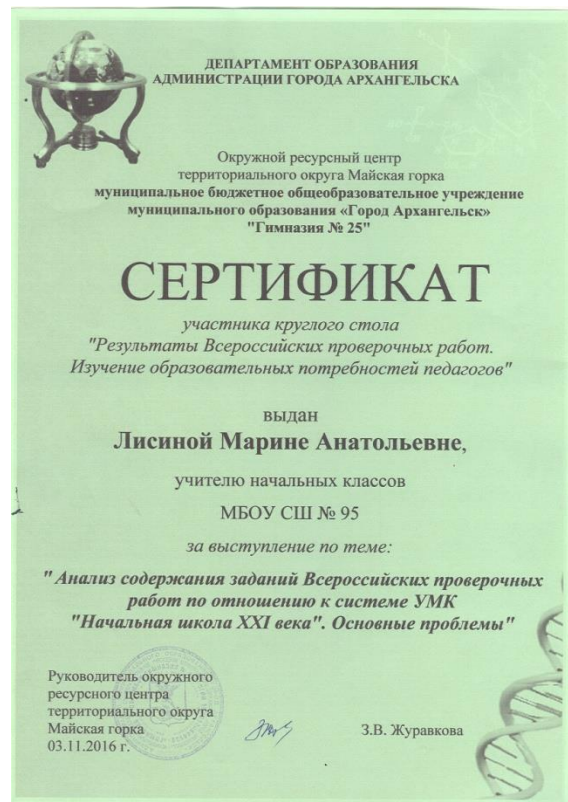 ДЕПАРТАМЕНТ ОБРАЗОВАНИЯ
АДМИНИСТРАЦИИ ГОРОДА АРХАНГЕЛЬСКА
Окружной ресурсный центр
территориального округа Майская горка
муниципальное бюджетное общеобразовательное учреждение
муниципального образования «Город Архангельск»
"Гимназия № 25"
СЕРТИФИКАТ
участника круглого стола
"Результаты Всероссийских проверочных работ.
Изучение образовательных потребностей педагогов"
выдан
Лисиной Марине Анатольевне,
учителю начальных классов
МБОУ СШ № 95
за выступление по теме:
" Анализ содержания заданий Всероссийских проверочных
работ по отношению к системе УМК
"Начальная школа XXI века". Основные проблемы"
Руководитель окружного
ресурсного центра
территориального округа
Майская горка
03.11.2016 г.
З.В. Журавкова